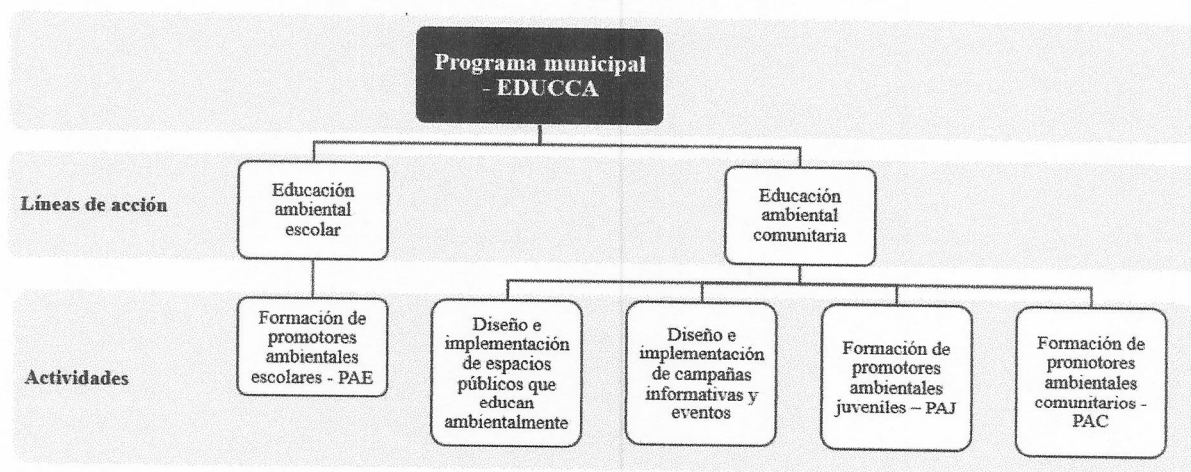 Programa municipal
- EDUCCA
Líneas de acción
Educación
ambiental
escolar
Educación
ambiental
comunitaria
Actividades
Formación de
promotores
ambientales
escolares - PAE
Diseño e
implementación
de espacios
públicos que
educan
ambientalmente
Diseño e
implementación
de campañas
informativas y
eventos
Formación de
promotores
ambientales
juveniles – PAJ
Formación de
promotores
ambientales
comunitarios -
PAC